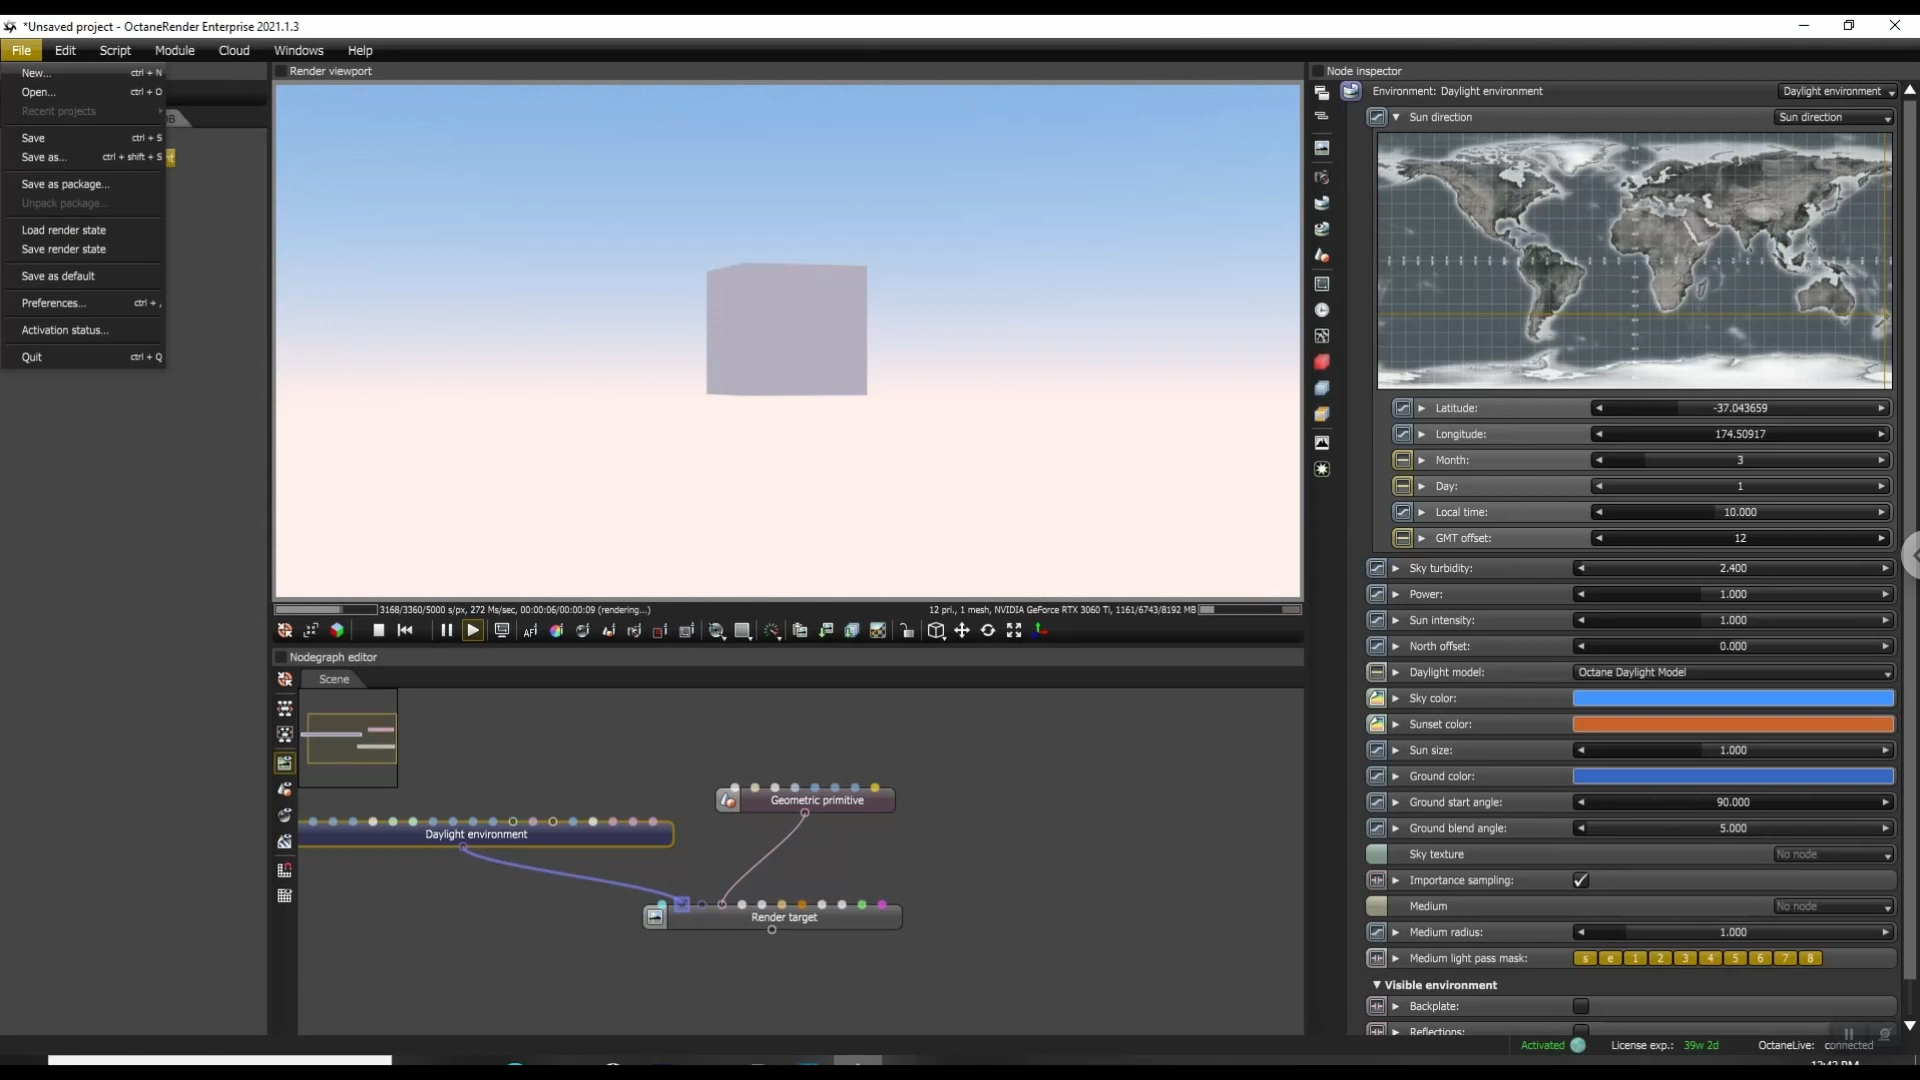 *Unsaved project - OctaneRender Enterprise 2021.1.3
File Edit Script Module Cloud Windows Help
New... ctrl + N
Open... ctrl + O
Recent projects
Save ctrl + S
Save as... ctrl + shift + S
Save as package...
Unpack package...
Load render state
Save render state
Save as default
Preferences... ctrl + ,
Activation status...
Quit ctrl + Q
Render viewport
3168/3360/5000 s/px, 272 Ms/sec, 00:00:06/00:00:09 (rendering...)
12 pri., 1 mesh, NVIDIA GeForce RTX 3060 Ti, 1161/6743/8192 MB
Nodegraph editor
Scene
Geometric primitive
Daylight environment
Render target
Node inspector
Environment: Daylight environment Daylight environment
Sun direction Sun direction
Latitude: -37.043659
Longitude: 174.50917
Month: 3
Day: 1
Local time: 10.000
GMT offset: 12
Sky turbidity: 2.400
Power: 1.000
Sun intensity: 1.000
North offset: 0.000
Daylight model: Octane Daylight Model
Sky color:
Sunset color:
Sun size: 1.000
Ground color:
Ground start angle: 90.000
Ground blend angle: 5.000
Sky texture No node
Importance sampling:
Medium No node
Medium radius: 1.000
Medium light pass mask: s e 1 2 3 4 5 6 7 8
Visible environment
Backplate:
Reflections:
Activated License exp.: 39w 2d OctaneLive: connected